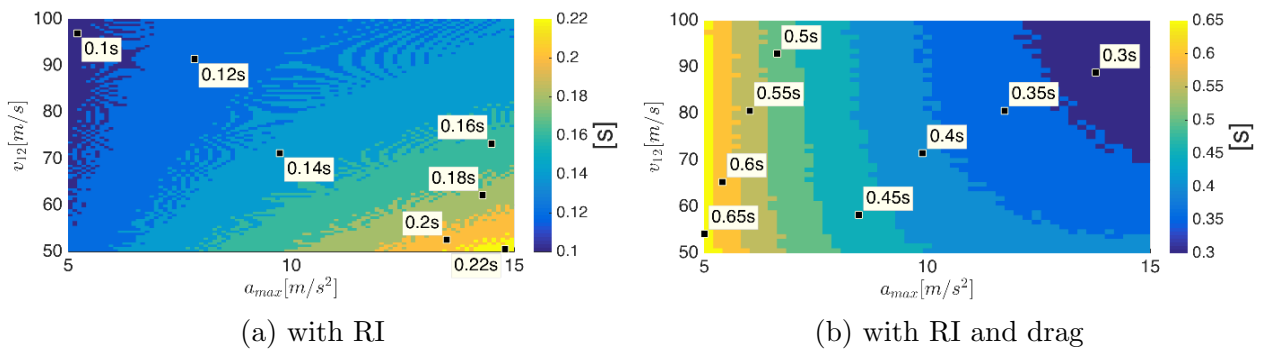 100
90
80
70
60
50
v12[m/s]
0.1s
0.12s
0.14s
0.16s
0.18s
0.2s
0.22s
5
10
15
amax[m/s2]
0.22
0.2
0.18
0.16
0.14
0.12
0.1
[s]
(a) with RI
100
90
80
70
60
50
v12[m/s]
0.5s
0.3s
0.55s
0.35s
0.4s
0.6s
0.45s
0.65s
5
10
15
amax[m/s2]
0.65
0.6
0.55
0.5
0.45
0.4
0.35
0.3
[s]
(b) with RI and drag